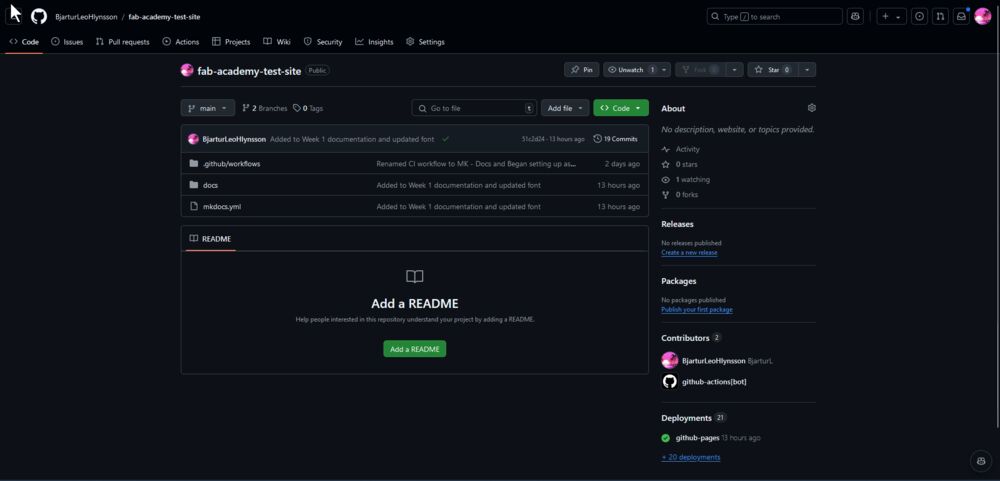 BjarturLeoHlynsson / fab-academy-test-site
Type / to search
Code Issues Pull requests Actions Projects Wiki Security Insights Settings
fab-academy-test-site Public
Pin Unwatch 1 Fork 0 Star 0
main 2 Branches 0 Tags Go to file t Add file Code
BjarturLeoHlynsson Added to Week 1 documentation and updated font 51c2d24 · 13 hours ago 19 Commits
.github/workflows Renamed CI workflow to MK - Docs and Began setting up as... 2 days ago
docs Added to Week 1 documentation and updated font 13 hours ago
mkdocs.yml Added to Week 1 documentation and updated font 13 hours ago
README
Add a README
Help people interested in this repository understand your project by adding a README.
Add a README
About
No description, website, or topics provided.
Activity
0 stars
1 watching
0 forks
Releases
No releases published
Create a new release
Packages
No packages published
Publish your first package
Contributors 2
BjarturLeoHlynsson BjarturL
github-actions[bot]
Deployments 21
github-pages 13 hours ago
+ 20 deployments